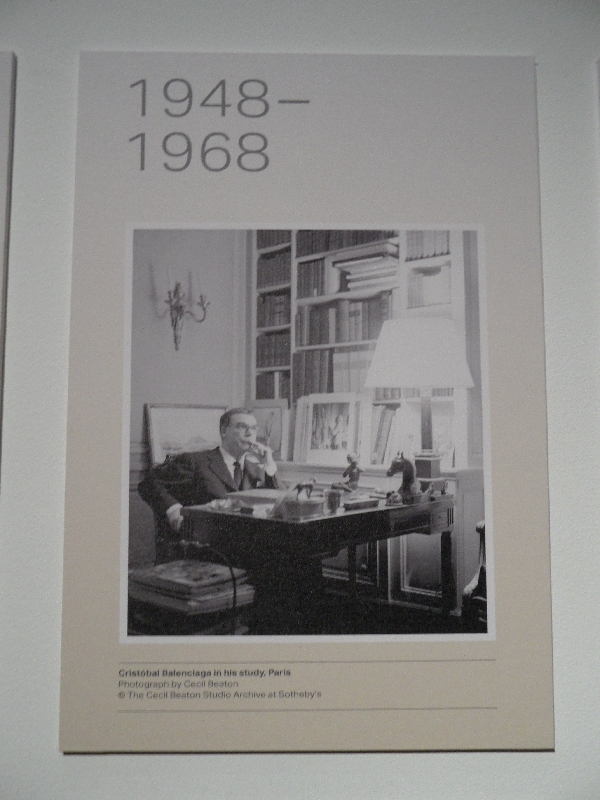 1948–
1968
Cristóbal Balenciaga in his study, Paris
Photograph by Cecil Beaton
© The Cecil Beaton Studio Archive at Sotheby's